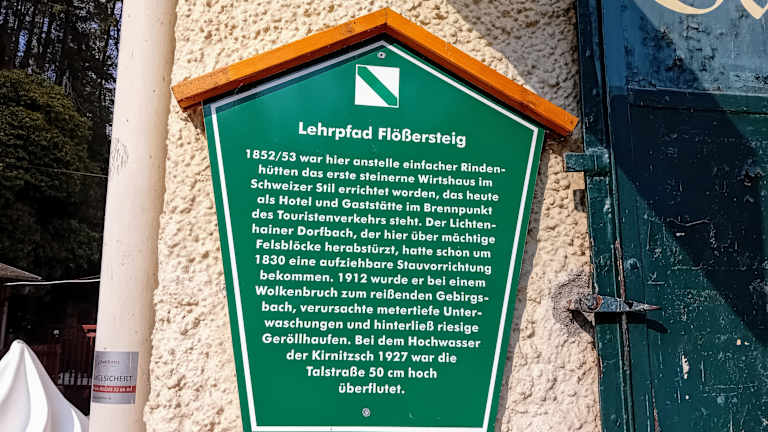 Lehrpfad Flößersteig
1852/53 war hier anstelle einfacher Rinden-
hütten das erste steinerne Wirtshaus im
Schweizer Stil errichtet worden, das heute
als Hotel und Gaststätte im Brennpunkt
des Touristenverkehrs steht. Der Lichten-
hainer Dorfbach, der hier über mächtige
Felsblöcke herabstürzt, hatte schon um
1830 eine aufziehbare Stauvorrichtung
bekommen. 1912 wurde er bei einem
Wolkenbruch zum reißenden Gebirgs-
bach, verursachte metertiefe Unter-
waschungen und hinterließ riesige
Geröllhaufen. Bei dem Hochwasser
der Kirnitzsch 1927 war die
Talstraße 50 cm hoch
überflutet.